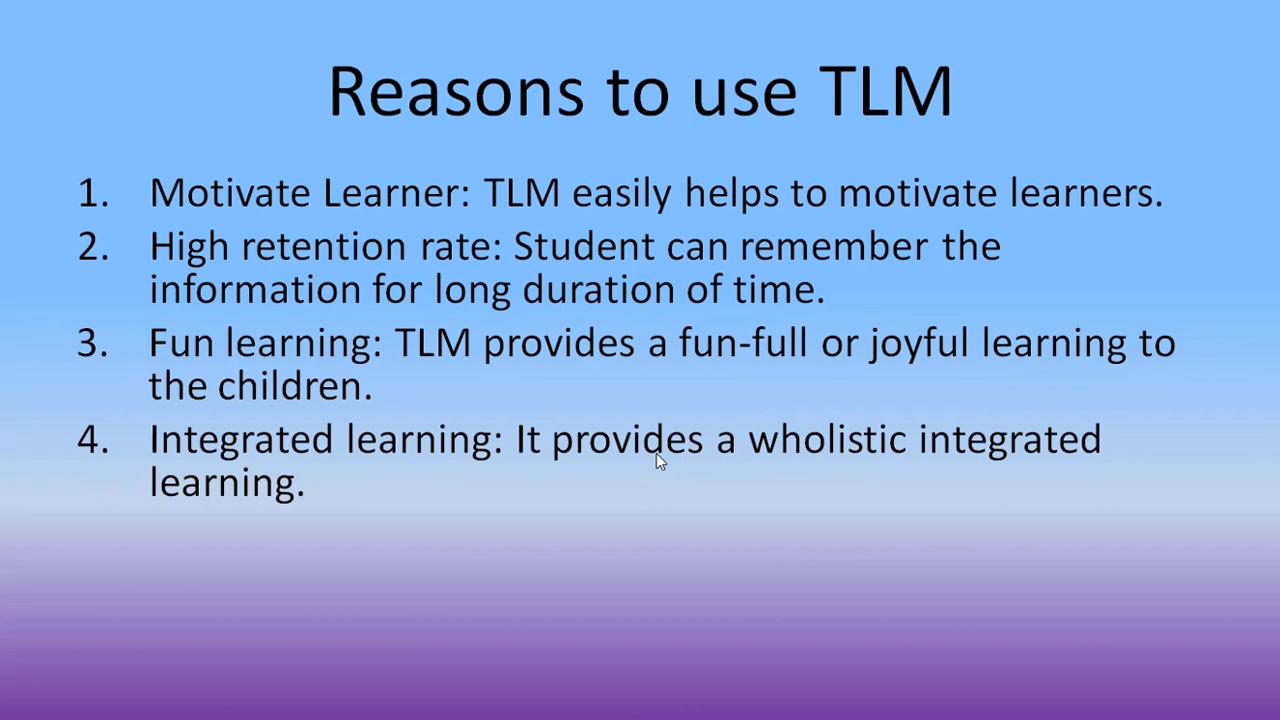 Reasons to use TLM
1. Motivate Learner: TLM easily helps to motivate learners.
2. High retention rate: Student can remember the
information for long duration of time.
3. Fun learning: TLM provides a fun-full or joyful learning to
the children.
4. Integrated learning: It provides a wholistic integrated
learning.